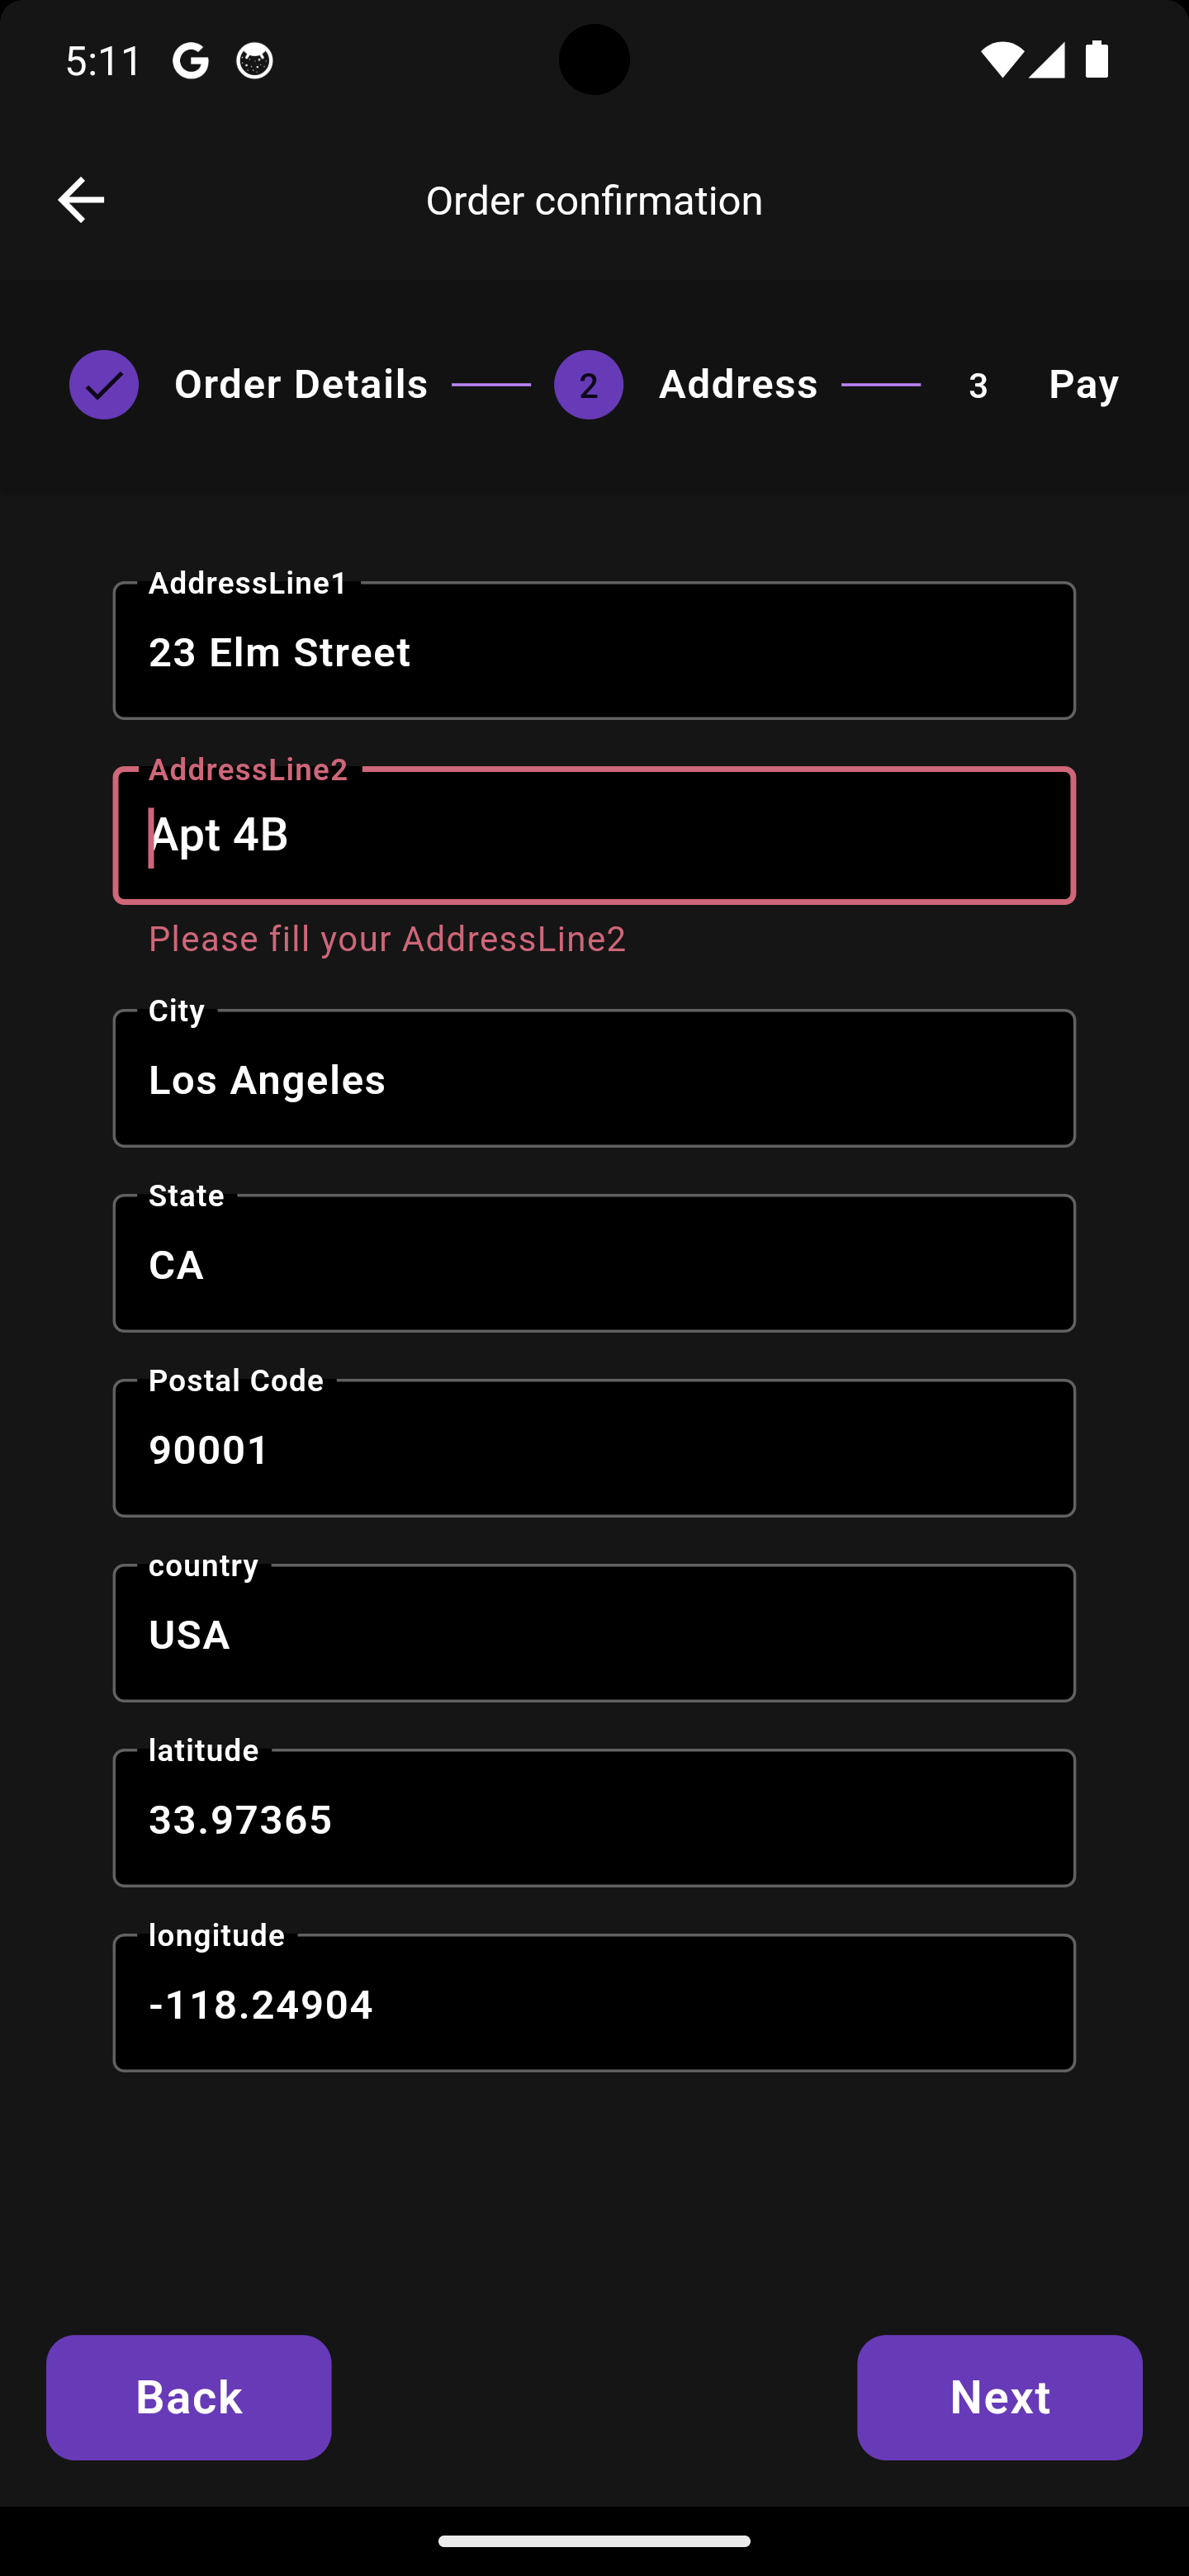 5:11
Order confirmation
Order Details
2
Address
3
Pay
AddressLine1
23 Elm Street
AddressLine2
Apt 4B
Please fill your AddressLine2
City
Los Angeles
State
CA
Postal Code
90001
country
USA
latitude
33.97365
longitude
-118.24904
Back
Next